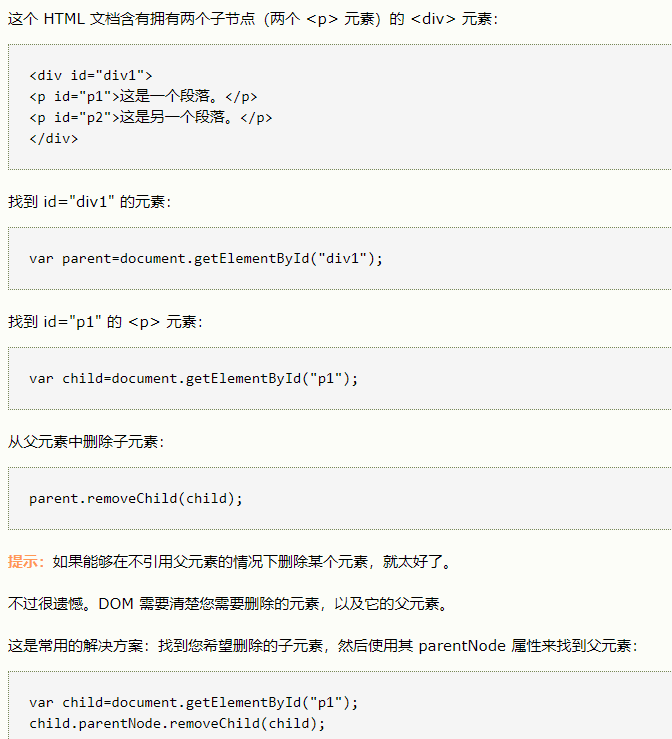 这个 HTML 文档含有拥有两个子节点（两个 <p> 元素）的 <div> 元素：
<div id="div1">
<p id="p1">这是一个段落。</p>
<p id="p2">这是另一个段落。</p>
</div>
找到 id="div1" 的元素：
var parent=document.getElementById("div1");
找到 id="p1" 的 <p> 元素：
var child=document.getElementById("p1");
从父元素中删除子元素：
parent.removeChild(child);
提示：如果能够在不引用父元素的情况下删除某个元素，就太好了。
不过很遗憾。DOM 需要清楚您需要删除的元素，以及它的父元素。
这是常用的解决方案：找到您希望删除的子元素，然后使用其 parentNode 属性来找到父元素：
var child=document.getElementById("p1");
child.parentNode.removeChild(child);